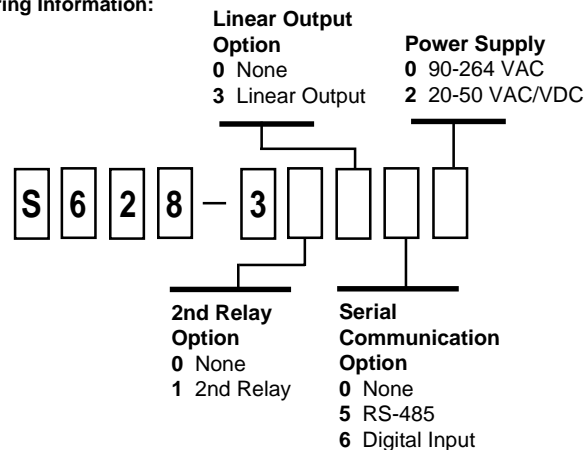 ring Information:
Linear Output
Option
0 None
3 Linear Output
Power Supply
0 90-264 VAC
2 20-50 VAC/VDC
S 6 2 8 – 3
2nd Relay
Option
0 None
1 2nd Relay
Serial
Communication
Option
0 None
5 RS-485
6 Digital Input